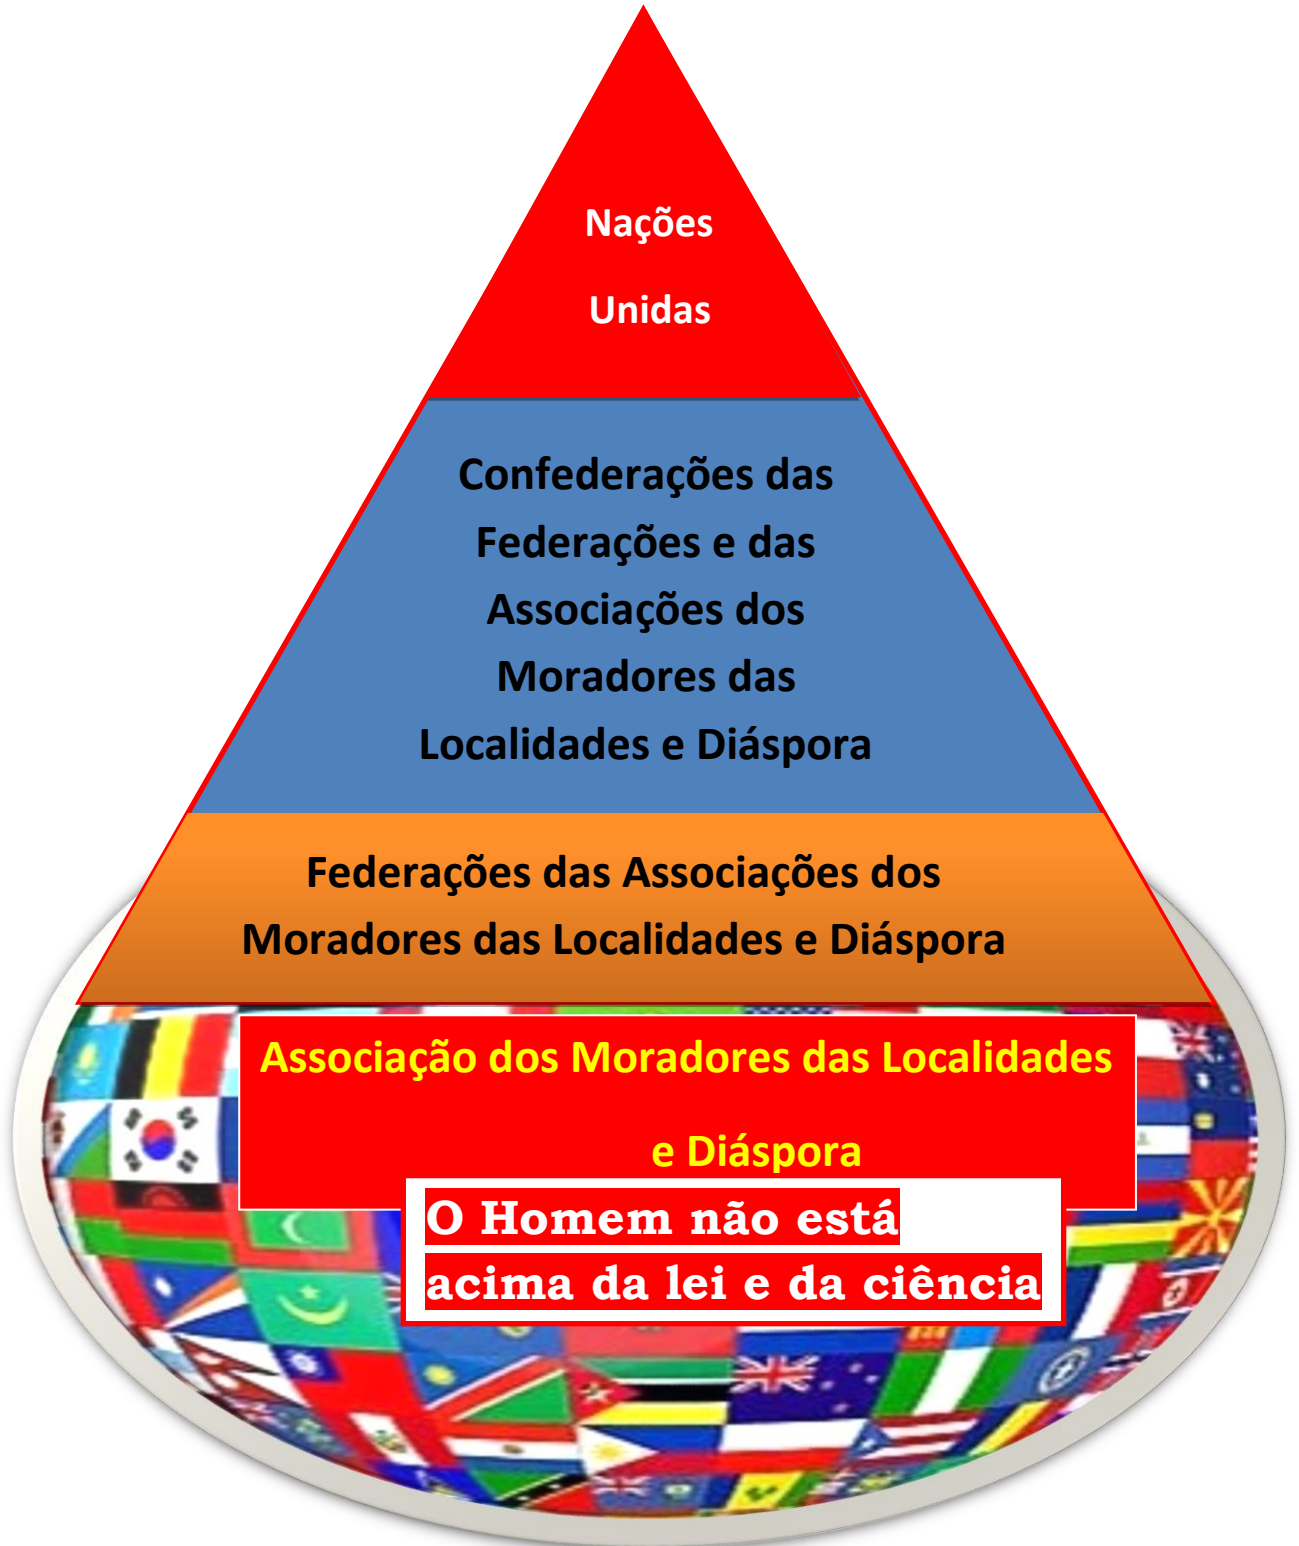 Nações
Unidas
Confederações das
Federações e das
Associações dos
Moradores das
Localidades e Diáspora
Federações das Associações dos
Moradores das Localidades e Diáspora
Associação dos Moradores das Localidades
e Diáspora
O Homem não está
acima da lei e da ciência